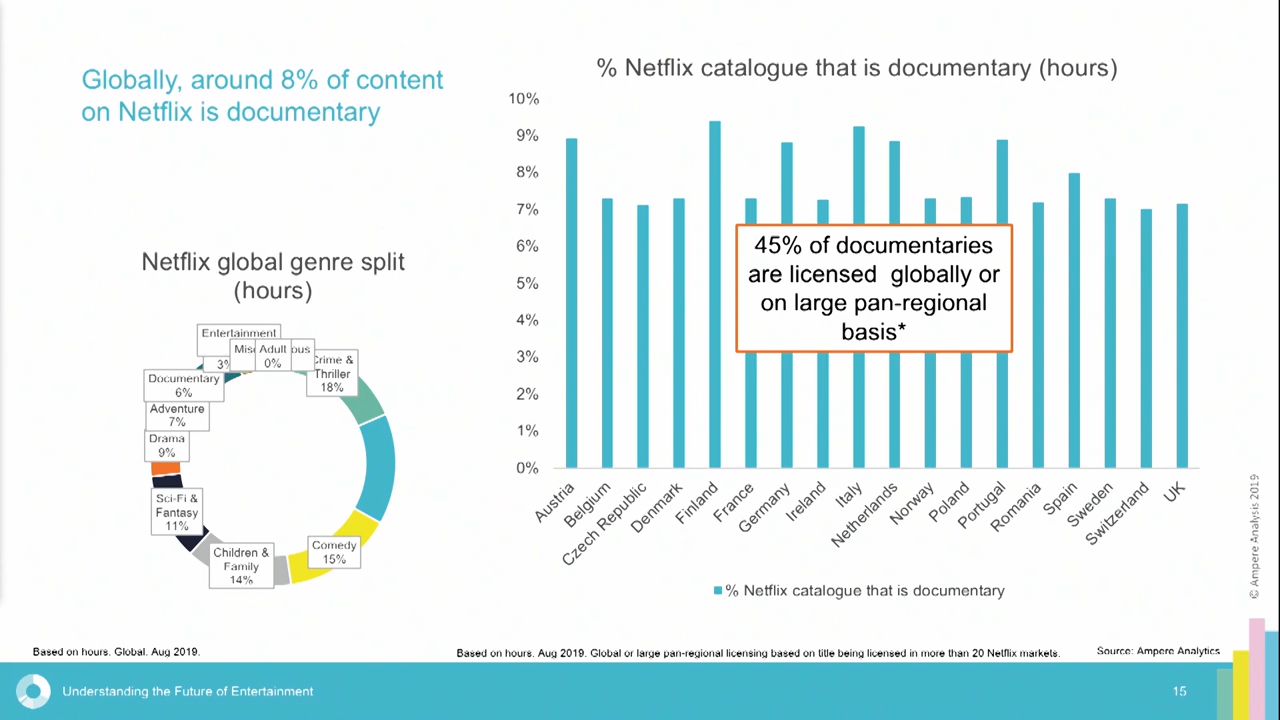 Globally, around 8% of content
on Netflix is documentary
% Netflix catalogue that is documentary (hours)
10%
9%
8%
7%
6%
5%
4%
3%
2%
1%
0%
45% of documentaries
are licensed globally or
on large pan-regional
basis*
Austria
Belgium
Czech Republic
Denmark
Finland
France
Germany
Ireland
Italy
Netherlands
Norway
Poland
Portugal
Romania
Spain
Sweden
Switzerland
UK
% Netflix catalogue that is documentary
Netflix global genre split
(hours)
Entertainment
3%
Adult
0%
Crime &
Thriller
18%
Documentary
6%
Adventure
7%
Drama
9%
Sci-Fi &
Fantasy
11%
Children &
Family
14%
Comedy
15%
© Ampere Analysis 2019
Based on hours. Global. Aug 2019.
Based on hours. Aug 2019. Global or large pan-regional licensing based on title being licensed in more than 20 Netflix markets.
Source: Ampere Analytics
Understanding the Future of Entertainment
15